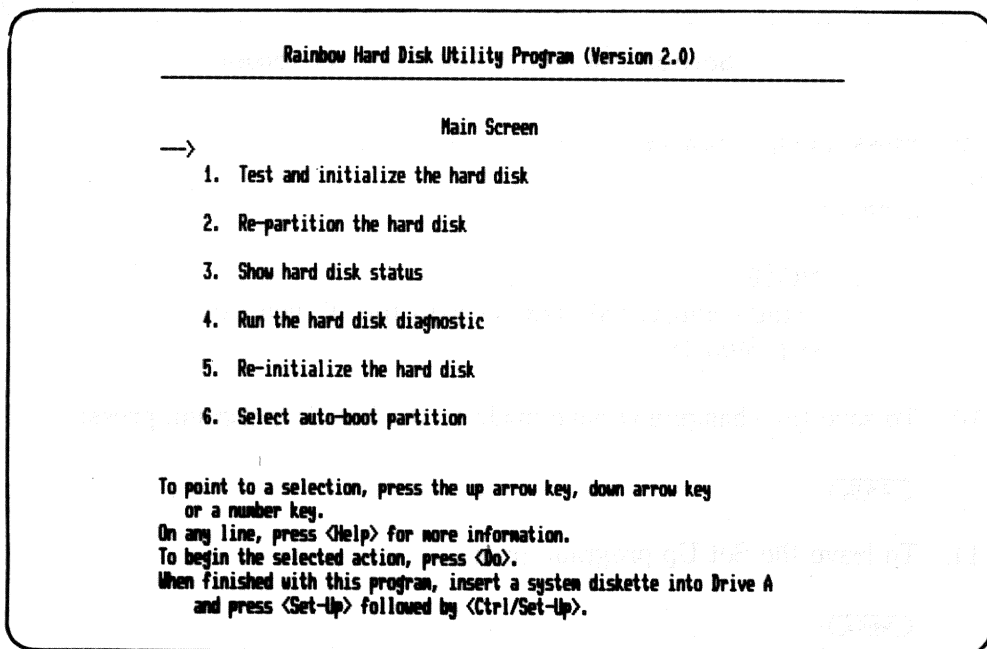 Rainbow Hard Disk Utility Program (Version 2.0)
Main Screen
-->
1. Test and initialize the hard disk
2. Re-partition the hard disk
3. Show hard disk status
4. Run the hard disk diagnostic
5. Re-initialize the hard disk
6. Select auto-boot partition
To point to a selection, press the up arrow key, down arrow key
or a number key.
On any line, press <Help> for more information.
To begin the selected action, press <Do>.
When finished with this program, insert a system diskette into Drive A
and press <Set-Up> followed by <Ctrl/Set-Up>.